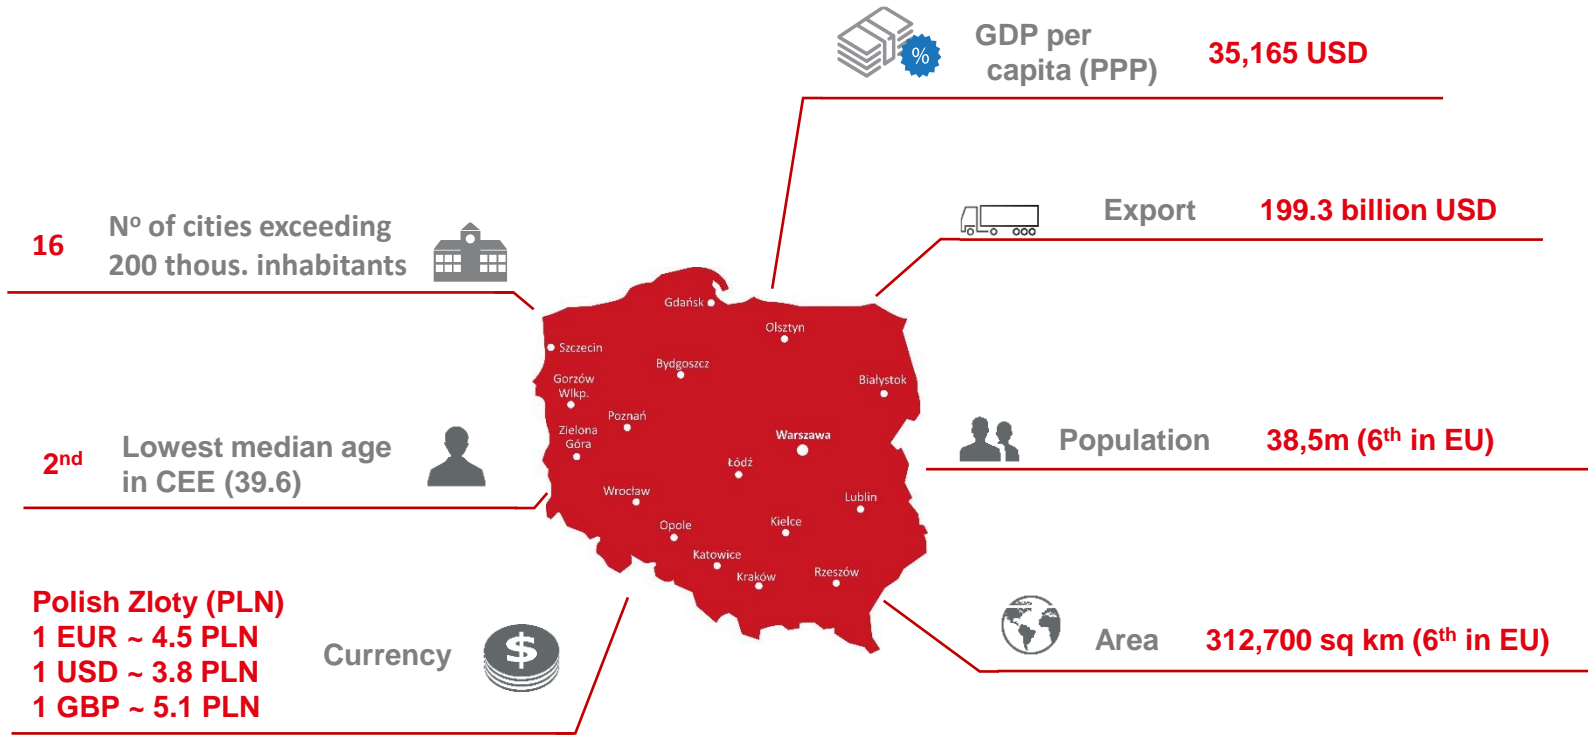 %
GDP per
capita (PPP)
35,165 USD
Export
199.3 billion USD
16
Nº of cities exceeding
200 thous. inhabitants
Gdańsk
Olsztyn
Szczecin
Bydgoszcz
Gorzów
Wlkp.
Białystok
Poznań
Zielona
Góra
Warszawa
Łódź
Wrocław
Lublin
Opole
Kielce
Katowice
Kraków
Rzeszów
2nd
Lowest median age
in CEE (39.6)
Population
38,5m (6th in EU)
Polish Zloty (PLN)
1 EUR ~ 4.5 PLN
1 USD ~ 3.8 PLN
1 GBP ~ 5.1 PLN
Currency
$
Area
312,700 sq km (6th in EU)